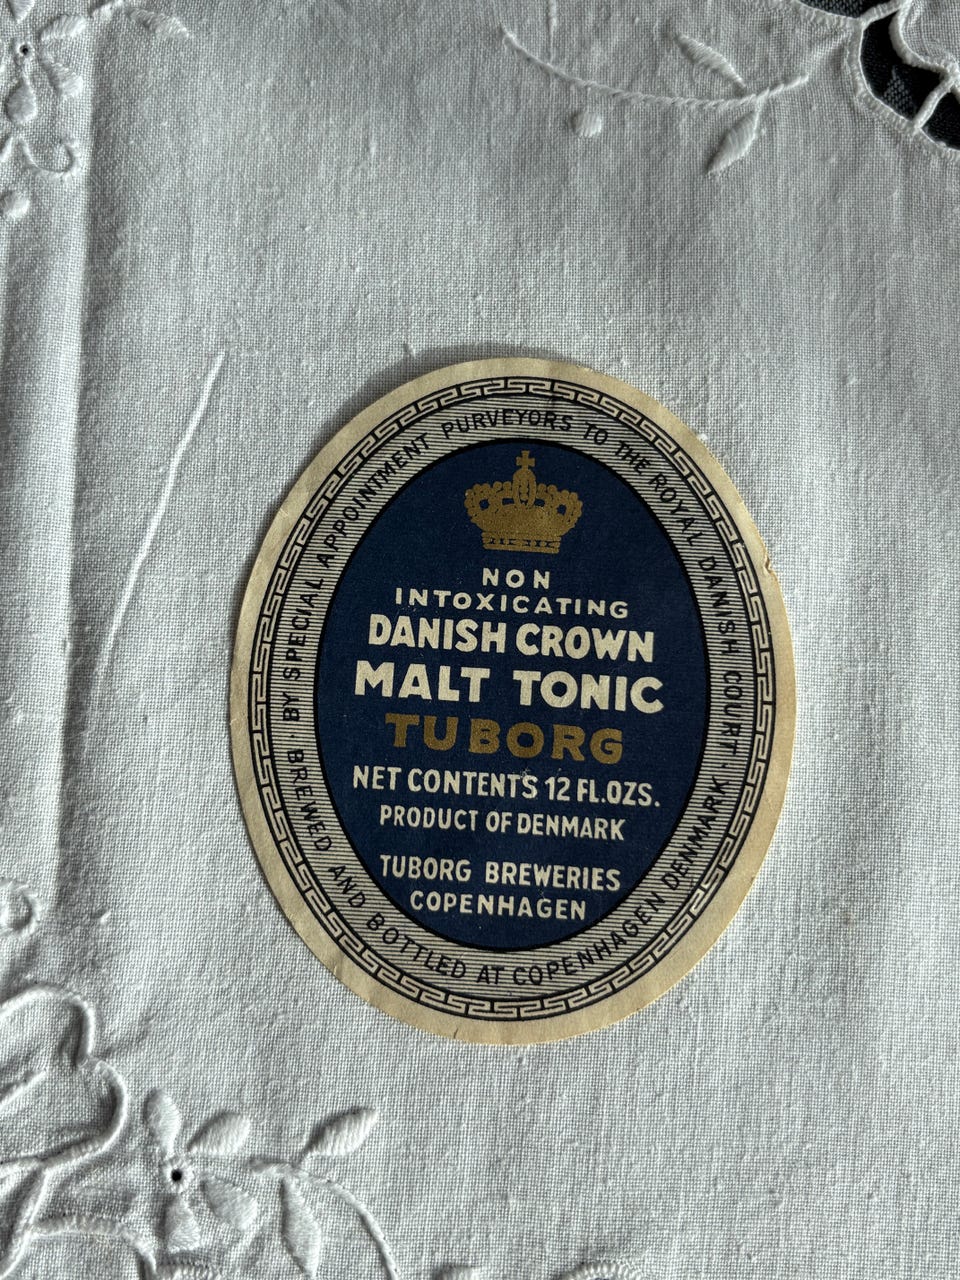 · BY SPECIAL APPOINTMENT PURVEYORS TO THE ROYAL DANISH COURT ·
NON
INTOXICATING
DANISH CROWN
MALT TONIC
TUBORG
NET CONTENTS 12 FL.OZS.
PRODUCT OF DENMARK
TUBORG BREWERIES
COPENHAGEN
BREWED AND BOTTLED AT COPENHAGEN DENMARK